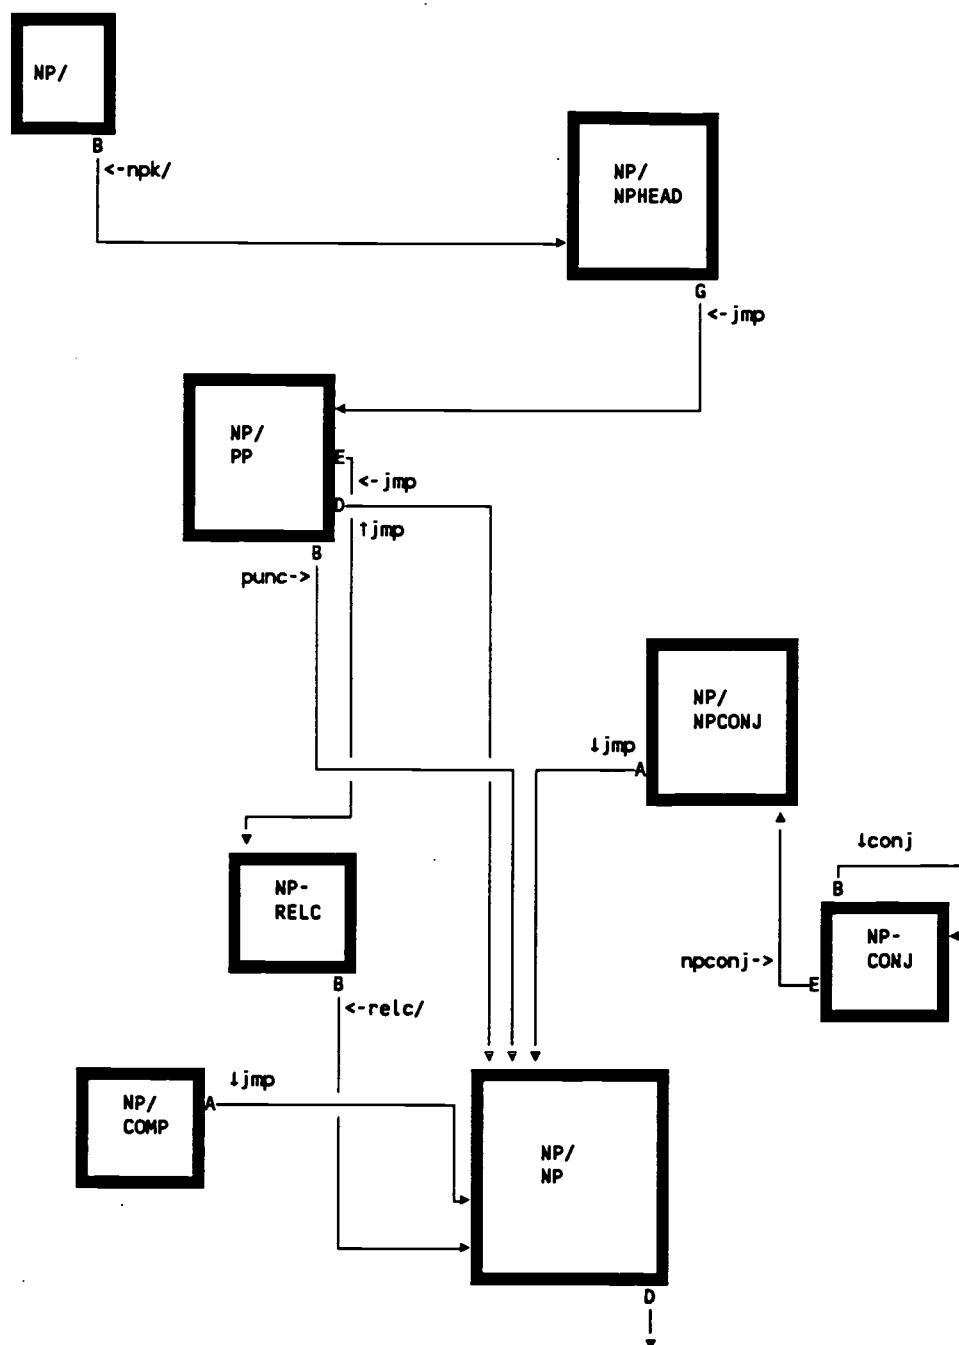 NP/
B
<-npk/
NP/
NPHEAD
G
<-jmp
NP/
PP
E
<-jmp
D
↑jmp
B
punc->
NP/
NPCONJ
↓jmp
A
↓conj
B
NP-
RELC
NP-
CONJ
npconj->
E
B
<-relc/
↓jmp
NP/
COMP
A
NP/
NP
D